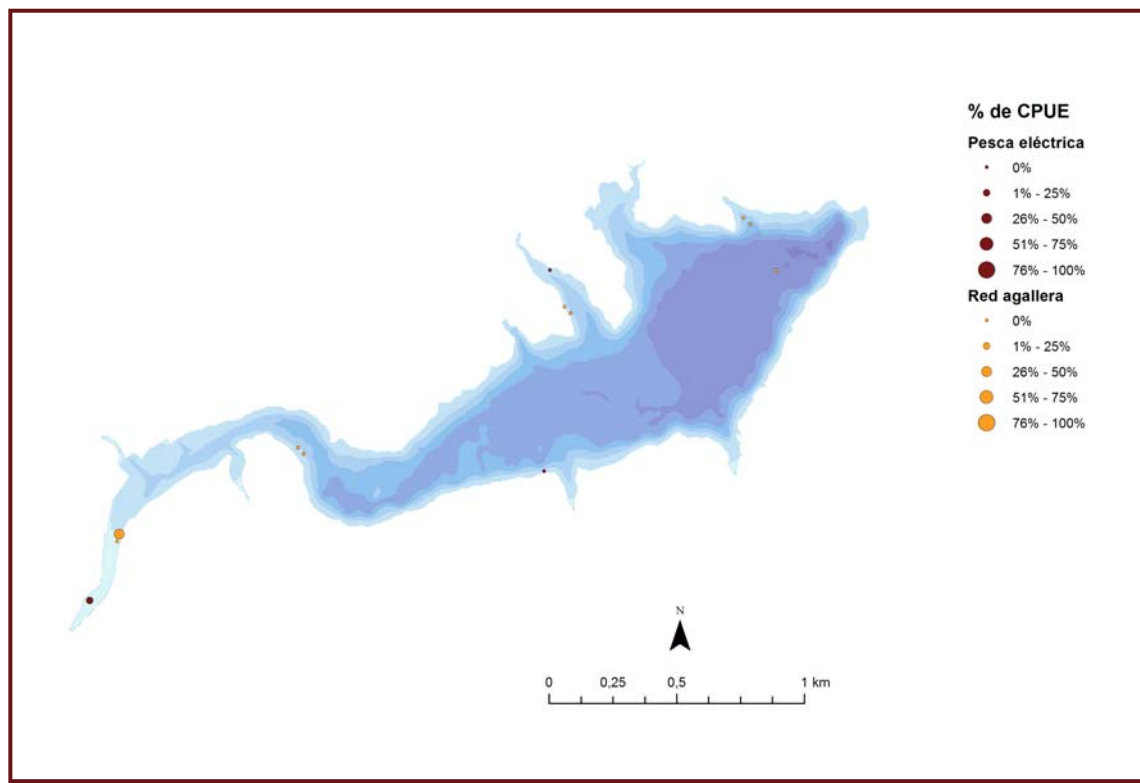 % de CPUE
Pesca eléctrica
0%
1% - 25%
26% - 50%
51% - 75%
76% - 100%
Red agallera
0%
1% - 25%
26% - 50%
51% - 75%
76% - 100%
N
0 0,25 0,5 1 km